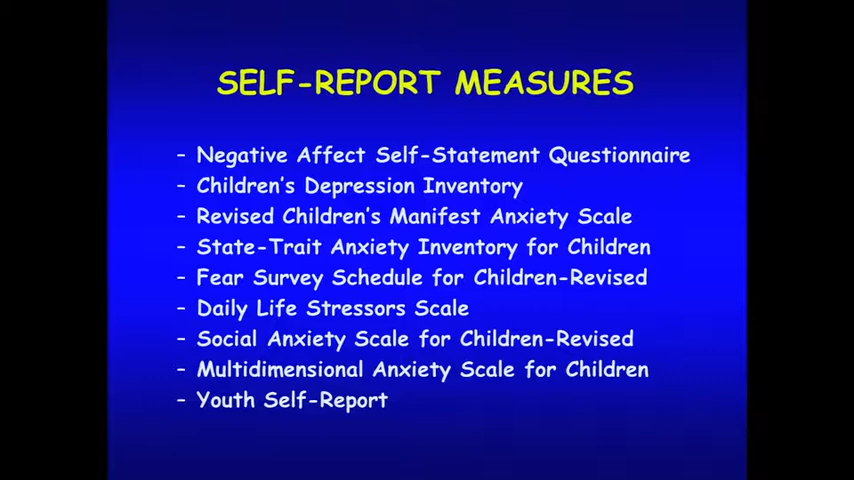 SELF-REPORT MEASURES
– Negative Affect Self-Statement Questionnaire
– Children's Depression Inventory
– Revised Children's Manifest Anxiety Scale
– State-Trait Anxiety Inventory for Children
– Fear Survey Schedule for Children-Revised
– Daily Life Stressors Scale
– Social Anxiety Scale for Children-Revised
– Multidimensional Anxiety Scale for Children
– Youth Self-Report